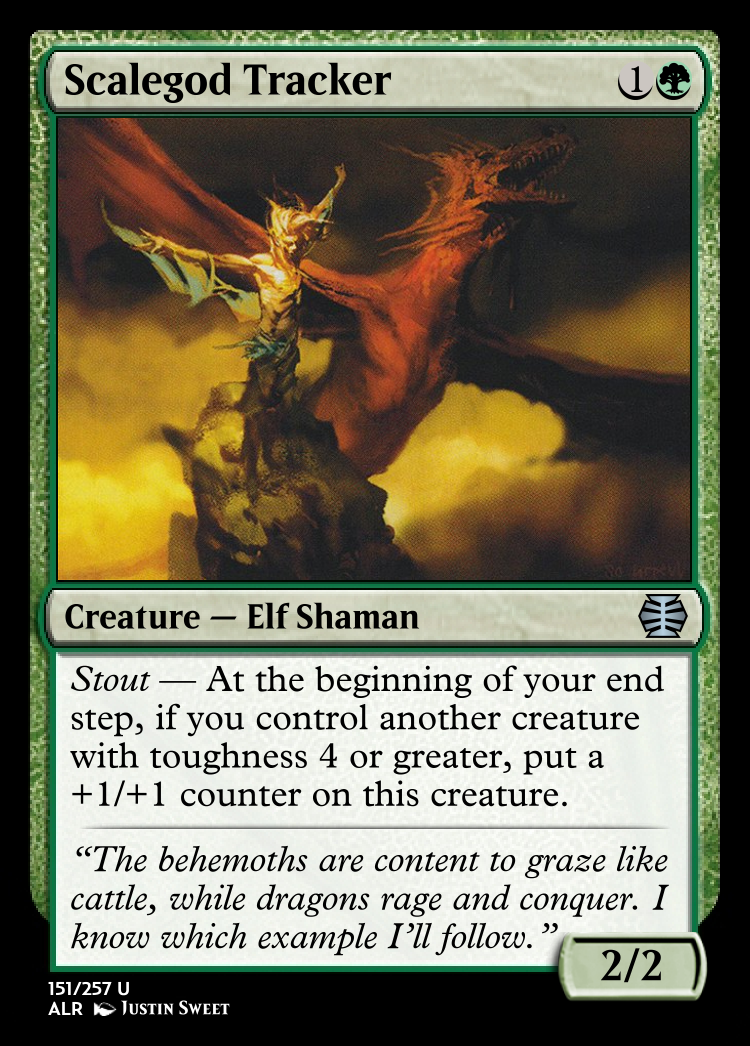 Scalegod Tracker 1
Creature — Elf Shaman
Stout — At the beginning of your end
step, if you control another creature
with toughness 4 or greater, put a
+1/+1 counter on this creature.
“The behemoths are content to graze like
cattle, while dragons rage and conquer. I
know which example I’ll follow.”
2/2
151/257 U
ALR Justin Sweet